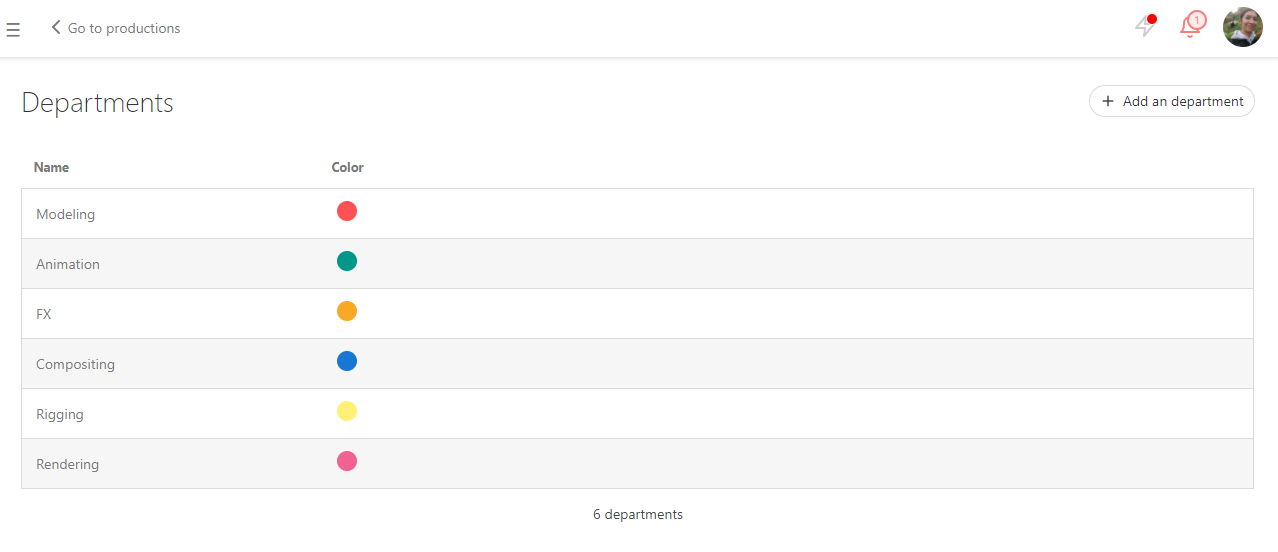 Go to productions
1
Departments
Add an department
Name Color
Modeling
Animation
FX
Compositing
Rigging
Rendering
6 departments